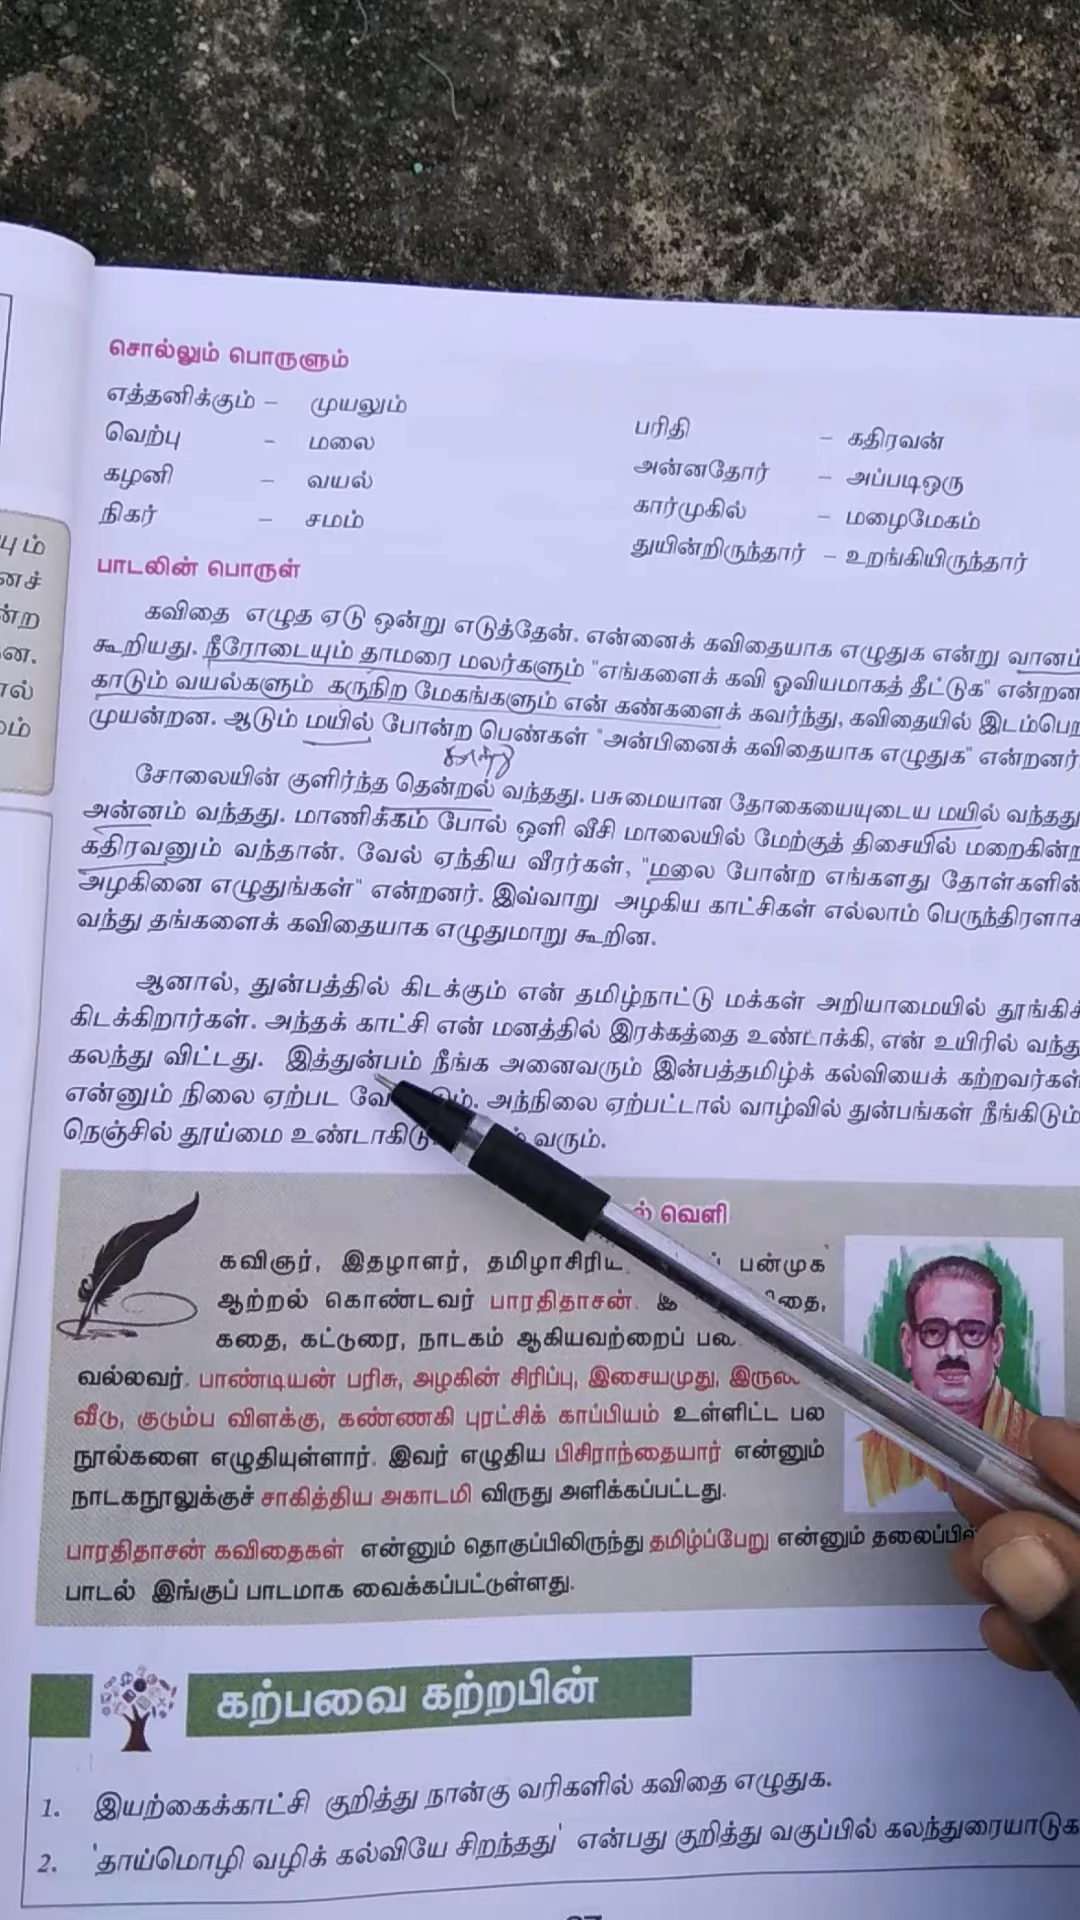 சொல்லும் பொருளும்
எத்தனிக்கும் – முயலும்
வெற்பு - மலை
கழனி – வயல்
நிகர் – சமம்
பரிதி – கதிரவன்
அன்னதோர் – அப்படிஒரு
கார்முகில் – மழைமேகம்
துயின்றிருந்தார் – உறங்கியிருந்தார்
பாடலின் பொருள்
கவிதை எழுத ஏடு ஒன்று எடுத்தேன். என்னைக் கவிதையாக எழுதுக என்று வானம்
கூறியது. நீரோடையும் தாமரை மலர்களும் "எங்களைக் கவி ஓவியமாகத் தீட்டுக" என்றன
காடும் வயல்களும் கருநிற மேகங்களும் என் கண்களைக் கவர்ந்து, கவிதையில் இடம்பெற
முயன்றன. ஆடும் மயில் போன்ற பெண்கள் "அன்பினைக் கவிதையாக எழுதுக" என்றனர்
காற்று
சோலையின் குளிர்ந்த தென்றல் வந்தது. பசுமையான தோகையையுடைய மயில் வந்தது
அன்னம் வந்தது. மாணிக்கம் போல் ஒளி வீசி மாலையில் மேற்குத் திசையில் மறைகின்ற
கதிரவனும் வந்தான். வேல் ஏந்திய வீரர்கள், "மலை போன்ற எங்களது தோள்களின்
அழகினை எழுதுங்கள்" என்றனர். இவ்வாறு அழகிய காட்சிகள் எல்லாம் பெருந்திரளாக
வந்து தங்களைக் கவிதையாக எழுதுமாறு கூறின.
ஆனால், துன்பத்தில் கிடக்கும் என் தமிழ்நாட்டு மக்கள் அறியாமையில் தூங்கிக்
கிடக்கிறார்கள். அந்தக் காட்சி என் மனத்தில் இரக்கத்தை உண்டாக்கி, என் உயிரில் வந்து
கலந்து விட்டது. இத்துன்பம் நீங்க அனைவரும் இன்பத்தமிழ்க் கல்வியைக் கற்றவர்கள்
என்னும் நிலை ஏற்பட அந்நிலை ஏற்பட்டால் வாழ்வில் துன்பங்கள் நீங்கிடும்
நெஞ்சில் தூய்மை வரும்.
வெளி
கவிஞர், இதழாளர், பன்முக
ஆற்றல் கொண்டவர் பாரதிதாசன்.
கதை, கட்டுரை, நாடகம் ஆகியவற்றைப்
வல்லவர். பாண்டியன் பரிசு, அழகின் சிரிப்பு, இசையமுது,
வீடு, குடும்ப விளக்கு, கண்ணகி புரட்சிக் காப்பியம் உள்ளிட்ட பல
நூல்களை எழுதியுள்ளார். இவர் எழுதிய பிசிராந்தையார் என்னும்
நாடகநூலுக்குச் சாகித்திய அகாடமி விருது அளிக்கப்பட்டது.
பாரதிதாசன் கவிதைகள் என்னும் தொகுப்பிலிருந்து தமிழ்ப்பேறு என்னும்
பாடல் இங்குப் பாடமாக வைக்கப்பட்டுள்ளது.
கற்பவை கற்றபின்
1. இயற்கைக்காட்சி குறித்து நான்கு வரிகளில் கவிதை எழுதுக.
2. 'தாய்மொழி வழிக் கல்வியே சிறந்தது' என்பது குறித்து வகுப்பில் கலந்துரையாடுக